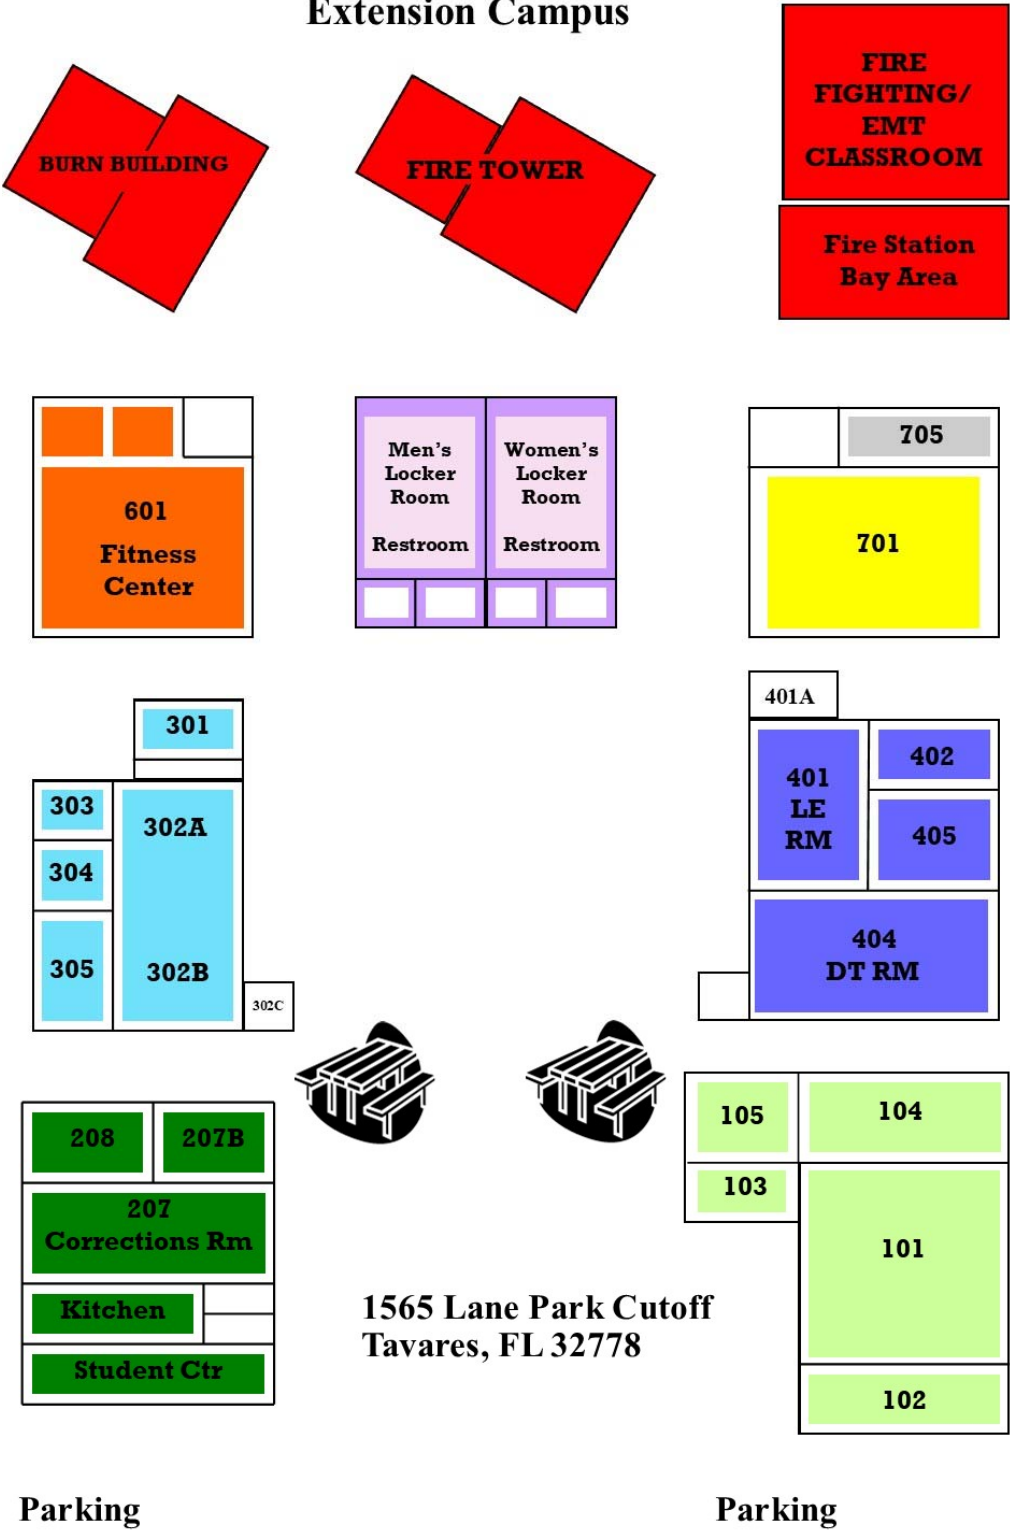 Extension Campus
BURN BUILDING
FIRE TOWER
FIRE
FIGHTING/
EMT
CLASSROOM
Fire Station
Bay Area
601
Fitness
Center
Men's
Locker
Room
Restroom
Women's
Locker
Room
Restroom
705
701
301
303
302A
304
305
302B
302C
401A
401
LE
RM
402
405
404
DT RM
208
207B
207
Corrections Rm
Kitchen
Student Ctr
105
104
103
101
102
1565 Lane Park Cutoff
Tavares, FL 32778
Parking
Parking